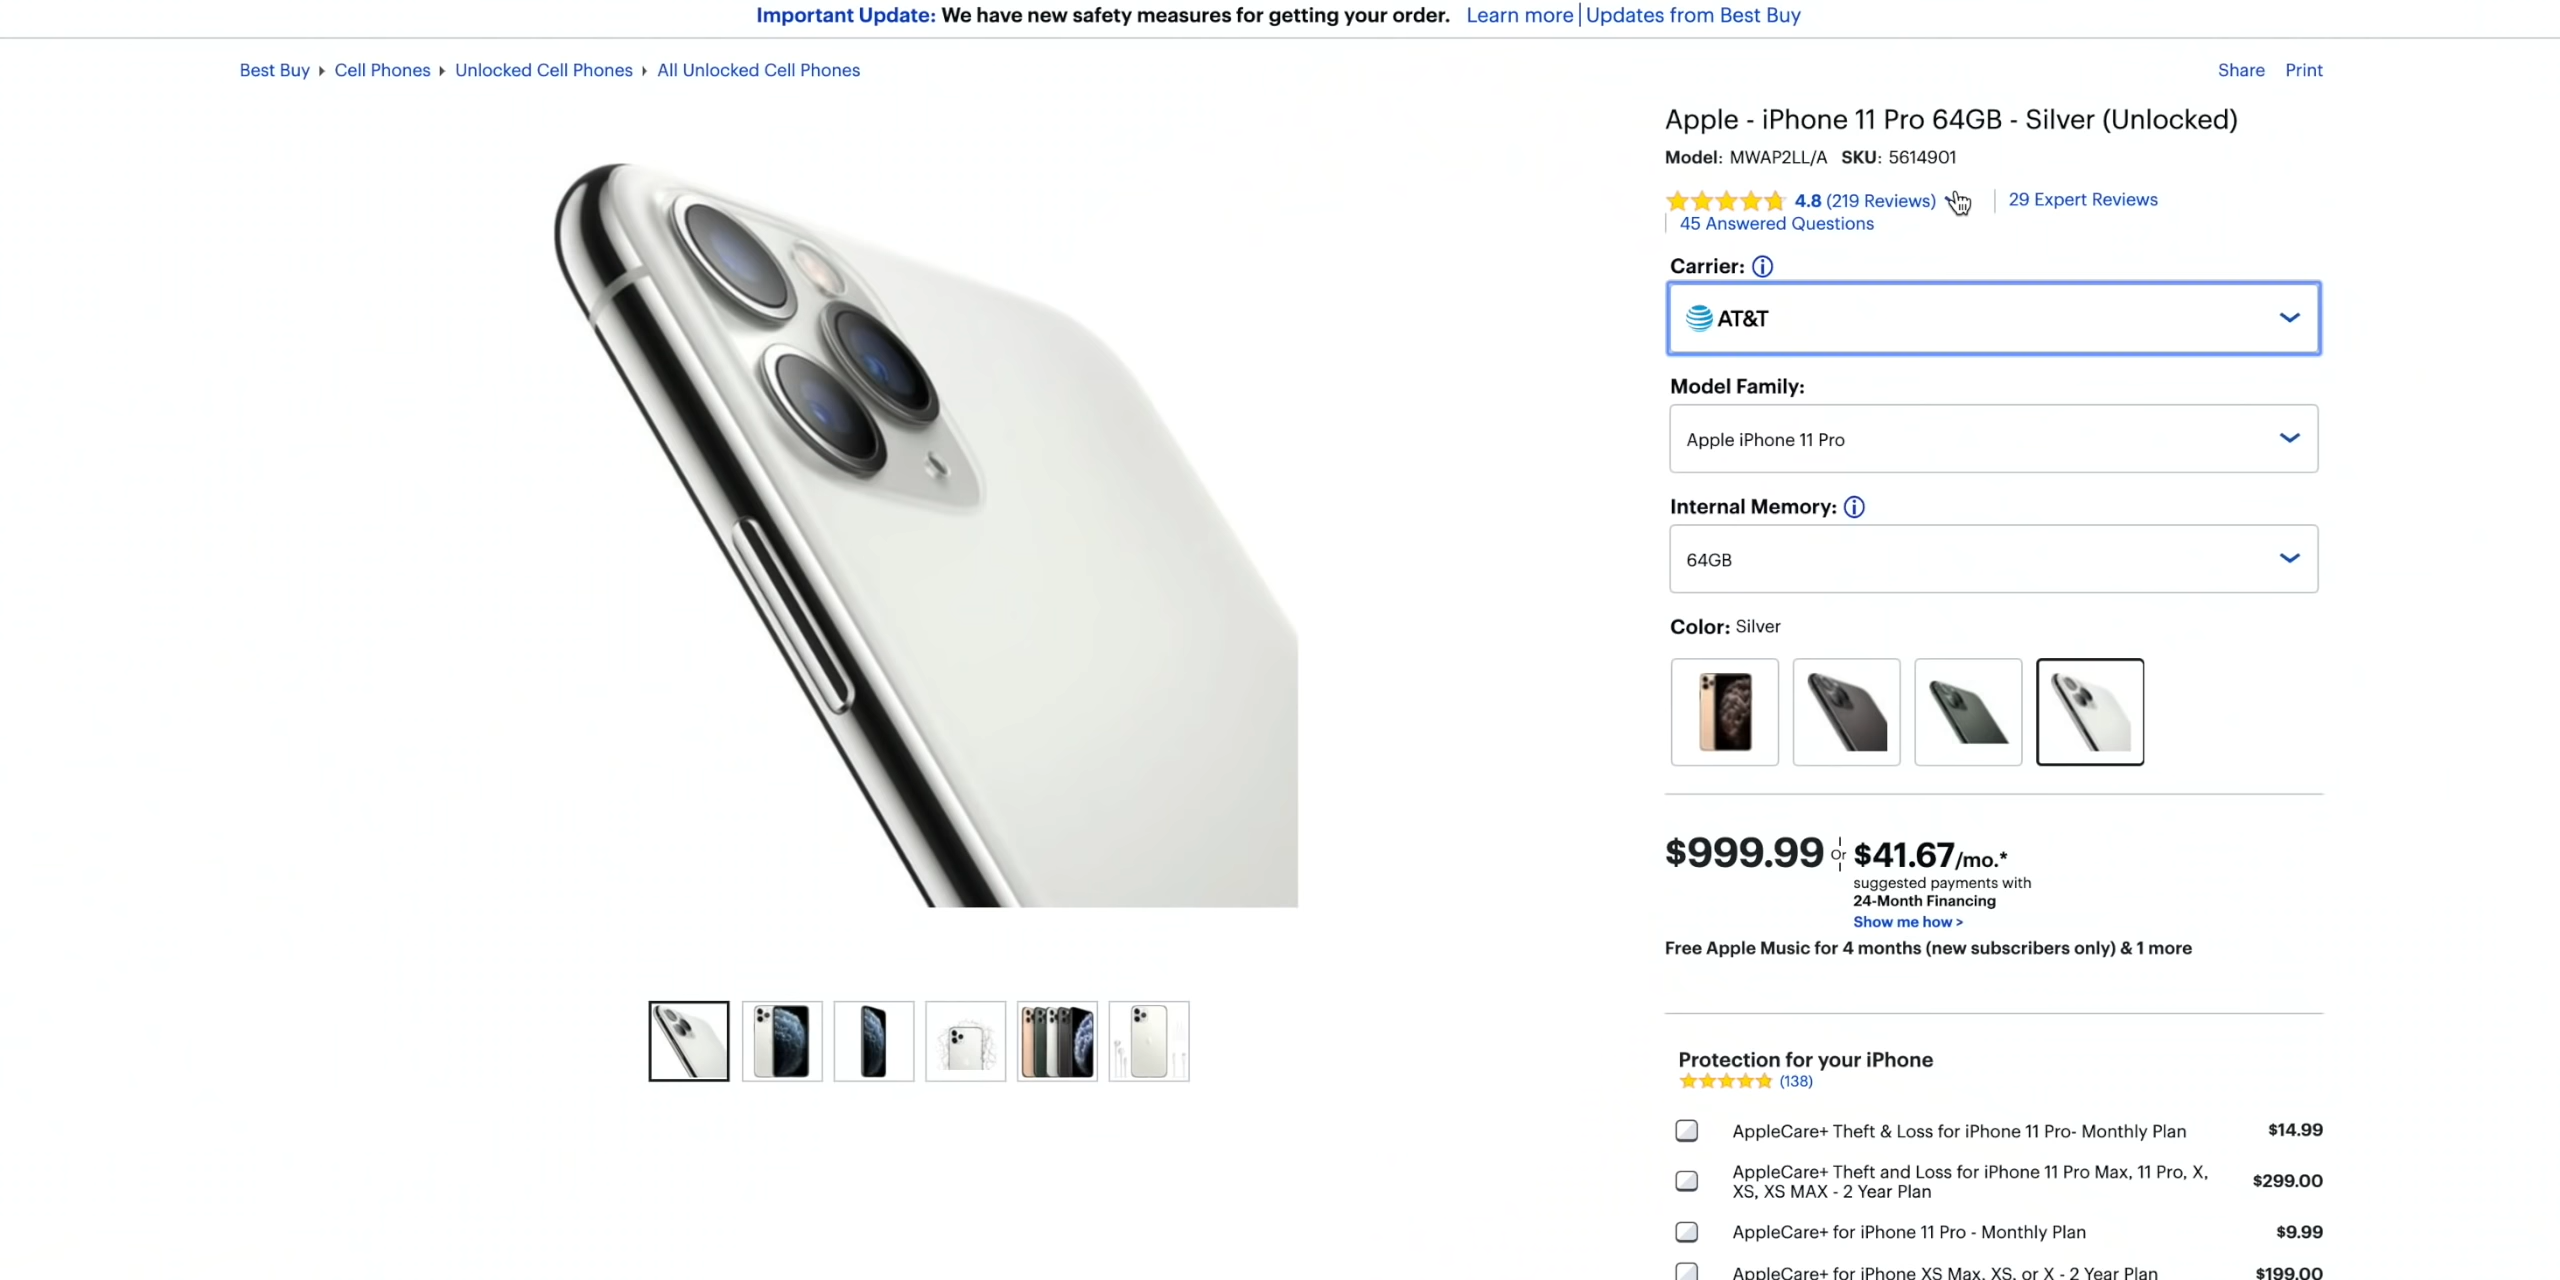 Important Update: We have new safety measures for getting your order. Learn more | Updates from Best Buy
Best Buy Cell Phones Unlocked Cell Phones All Unlocked Cell Phones
Share Print
Apple - iPhone 11 Pro 64GB - Silver (Unlocked)
Model: MWAP2LL/A SKU: 5614901
4.8 (219 Reviews) 29 Expert Reviews
45 Answered Questions
Carrier:
AT&T
Model Family:
Apple iPhone 11 Pro
Internal Memory:
64GB
Color: Silver
$999.99 Or $41.67/mo.*
suggested payments with
24-Month Financing
Show me how >
Free Apple Music for 4 months (new subscribers only) & 1 more
Protection for your iPhone
(138)
AppleCare+ Theft & Loss for iPhone 11 Pro- Monthly Plan $14.99
AppleCare+ Theft and Loss for iPhone 11 Pro Max, 11 Pro, X,
XS, XS MAX - 2 Year Plan $299.00
AppleCare+ for iPhone 11 Pro - Monthly Plan $9.99
AppleCare+ for iPhone XS Max, XS, or X - 2 Year Plan $199.00